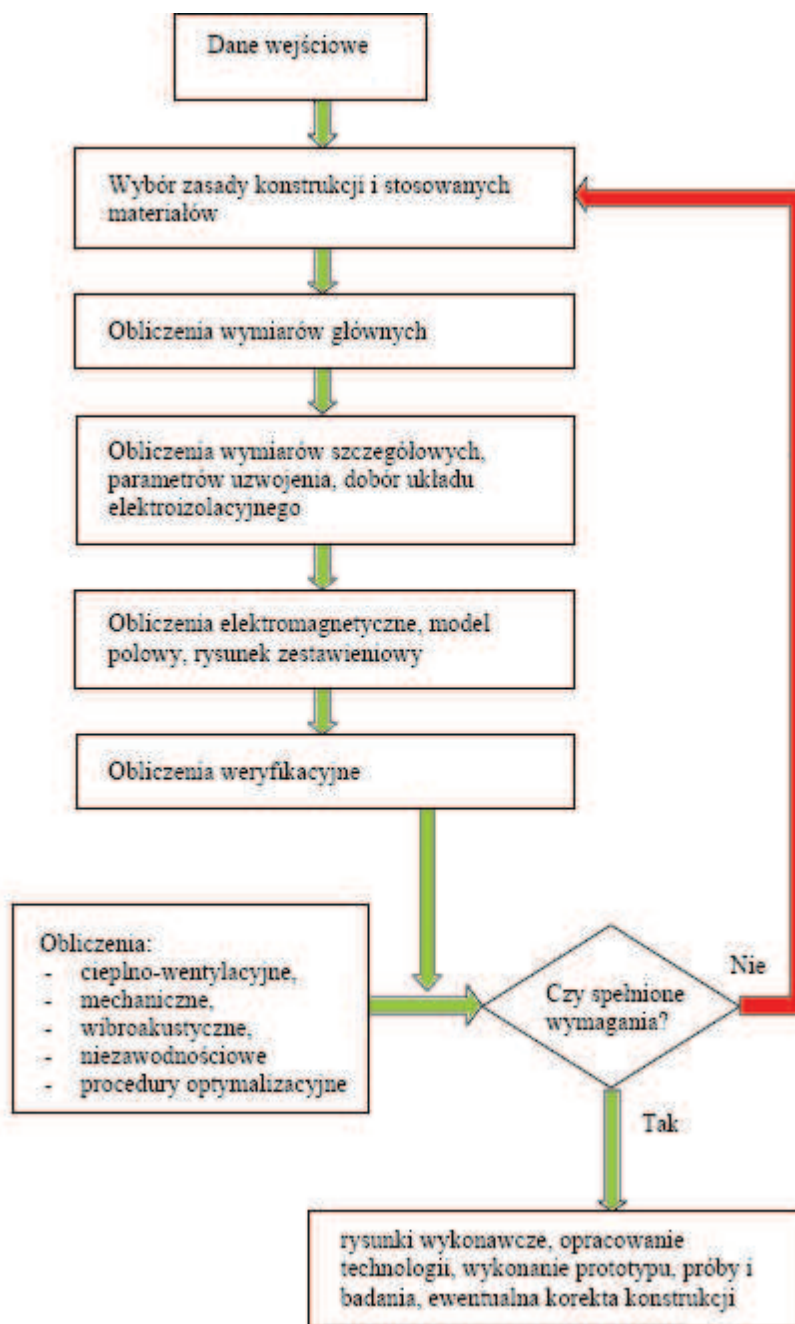 Dane wejściowe
Wybór zasady konstrukcji i stosowanych
materiałów
Obliczenia wymiarów głównych
Obliczenia wymiarów szczegółowych,
parametrów uzwojenia, dobór układu
elektroizolacyjnego
Obliczenia elektromagnetyczne, model
polowy, rysunek zestawieniowy
Obliczenia weryfikacyjne
Obliczenia:
- cieplno-wentylacyjne,
- mechaniczne,
- wibroakustyczne,
- niezawodnościowe
- procedury optymalizacyjne
Czy spełnione
wymagania?
Nie
Tak
rysunki wykonawcze, opracowanie
technologii, wykonanie prototypu, próby i
badania, ewentualna korekta konstrukcji